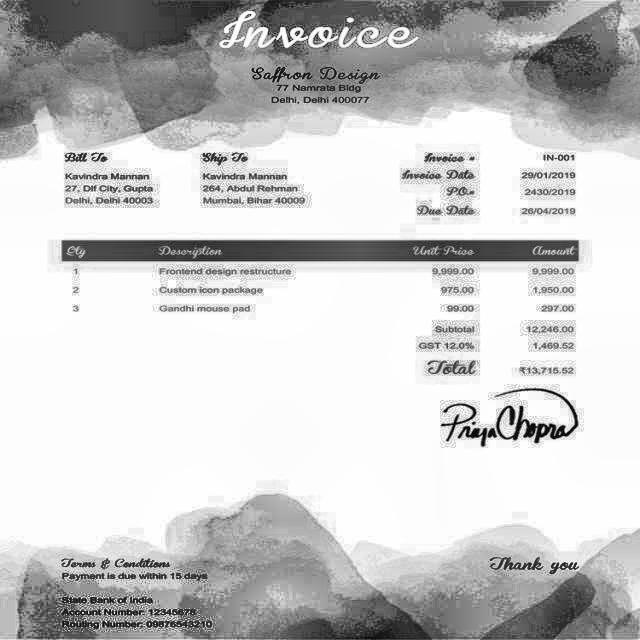 Invoice
Saffron Design
77 Namrata Bldg
Delhi, Delhi 400077
Bill To
Kavindra Mannan
27, Dlf City, Gupta
Delhi, Delhi 40003
Ship To
Kavindra Mannan
264, Abdul Rehman
Mumbai, Bihar 40009
Invoice # IN-001
Invoice Date 29/01/2019
P.O.# 2430/2019
Due Date 26/04/2019
Qty Description Unit Price Amount
1 Frontend design restructure 9,999.00 9,999.00
2 Custom icon package 975.00 1,950.00
3 Gandhi mouse pad 99.00 297.00
Subtotal 12,246.00
GST 12.0% 1,469.52
Total ₹13,715.52
Priya Chopra
Terms & Conditions
Payment is due within 15 days
Thank you
State Bank of India
Account Number: 12345678
Routing Number: 09876543210